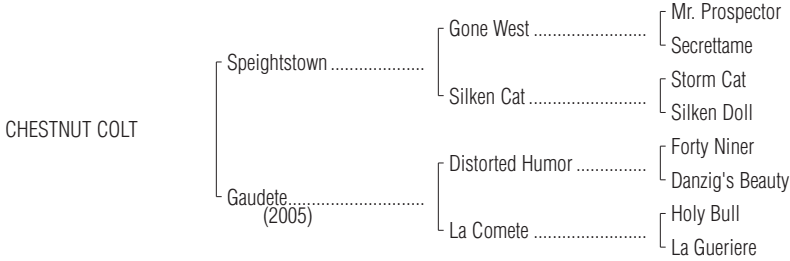 Mr. Prospector
Gone West ........................
Secrettame
Speightstown ....................
Storm Cat
Silken Cat .........................
Silken Doll
CHESTNUT COLT
Forty Niner
Distorted Humor ...............
Danzig's Beauty
Gaudete.............................
(2005)
Holy Bull
La Comete ........................
La Gueriere